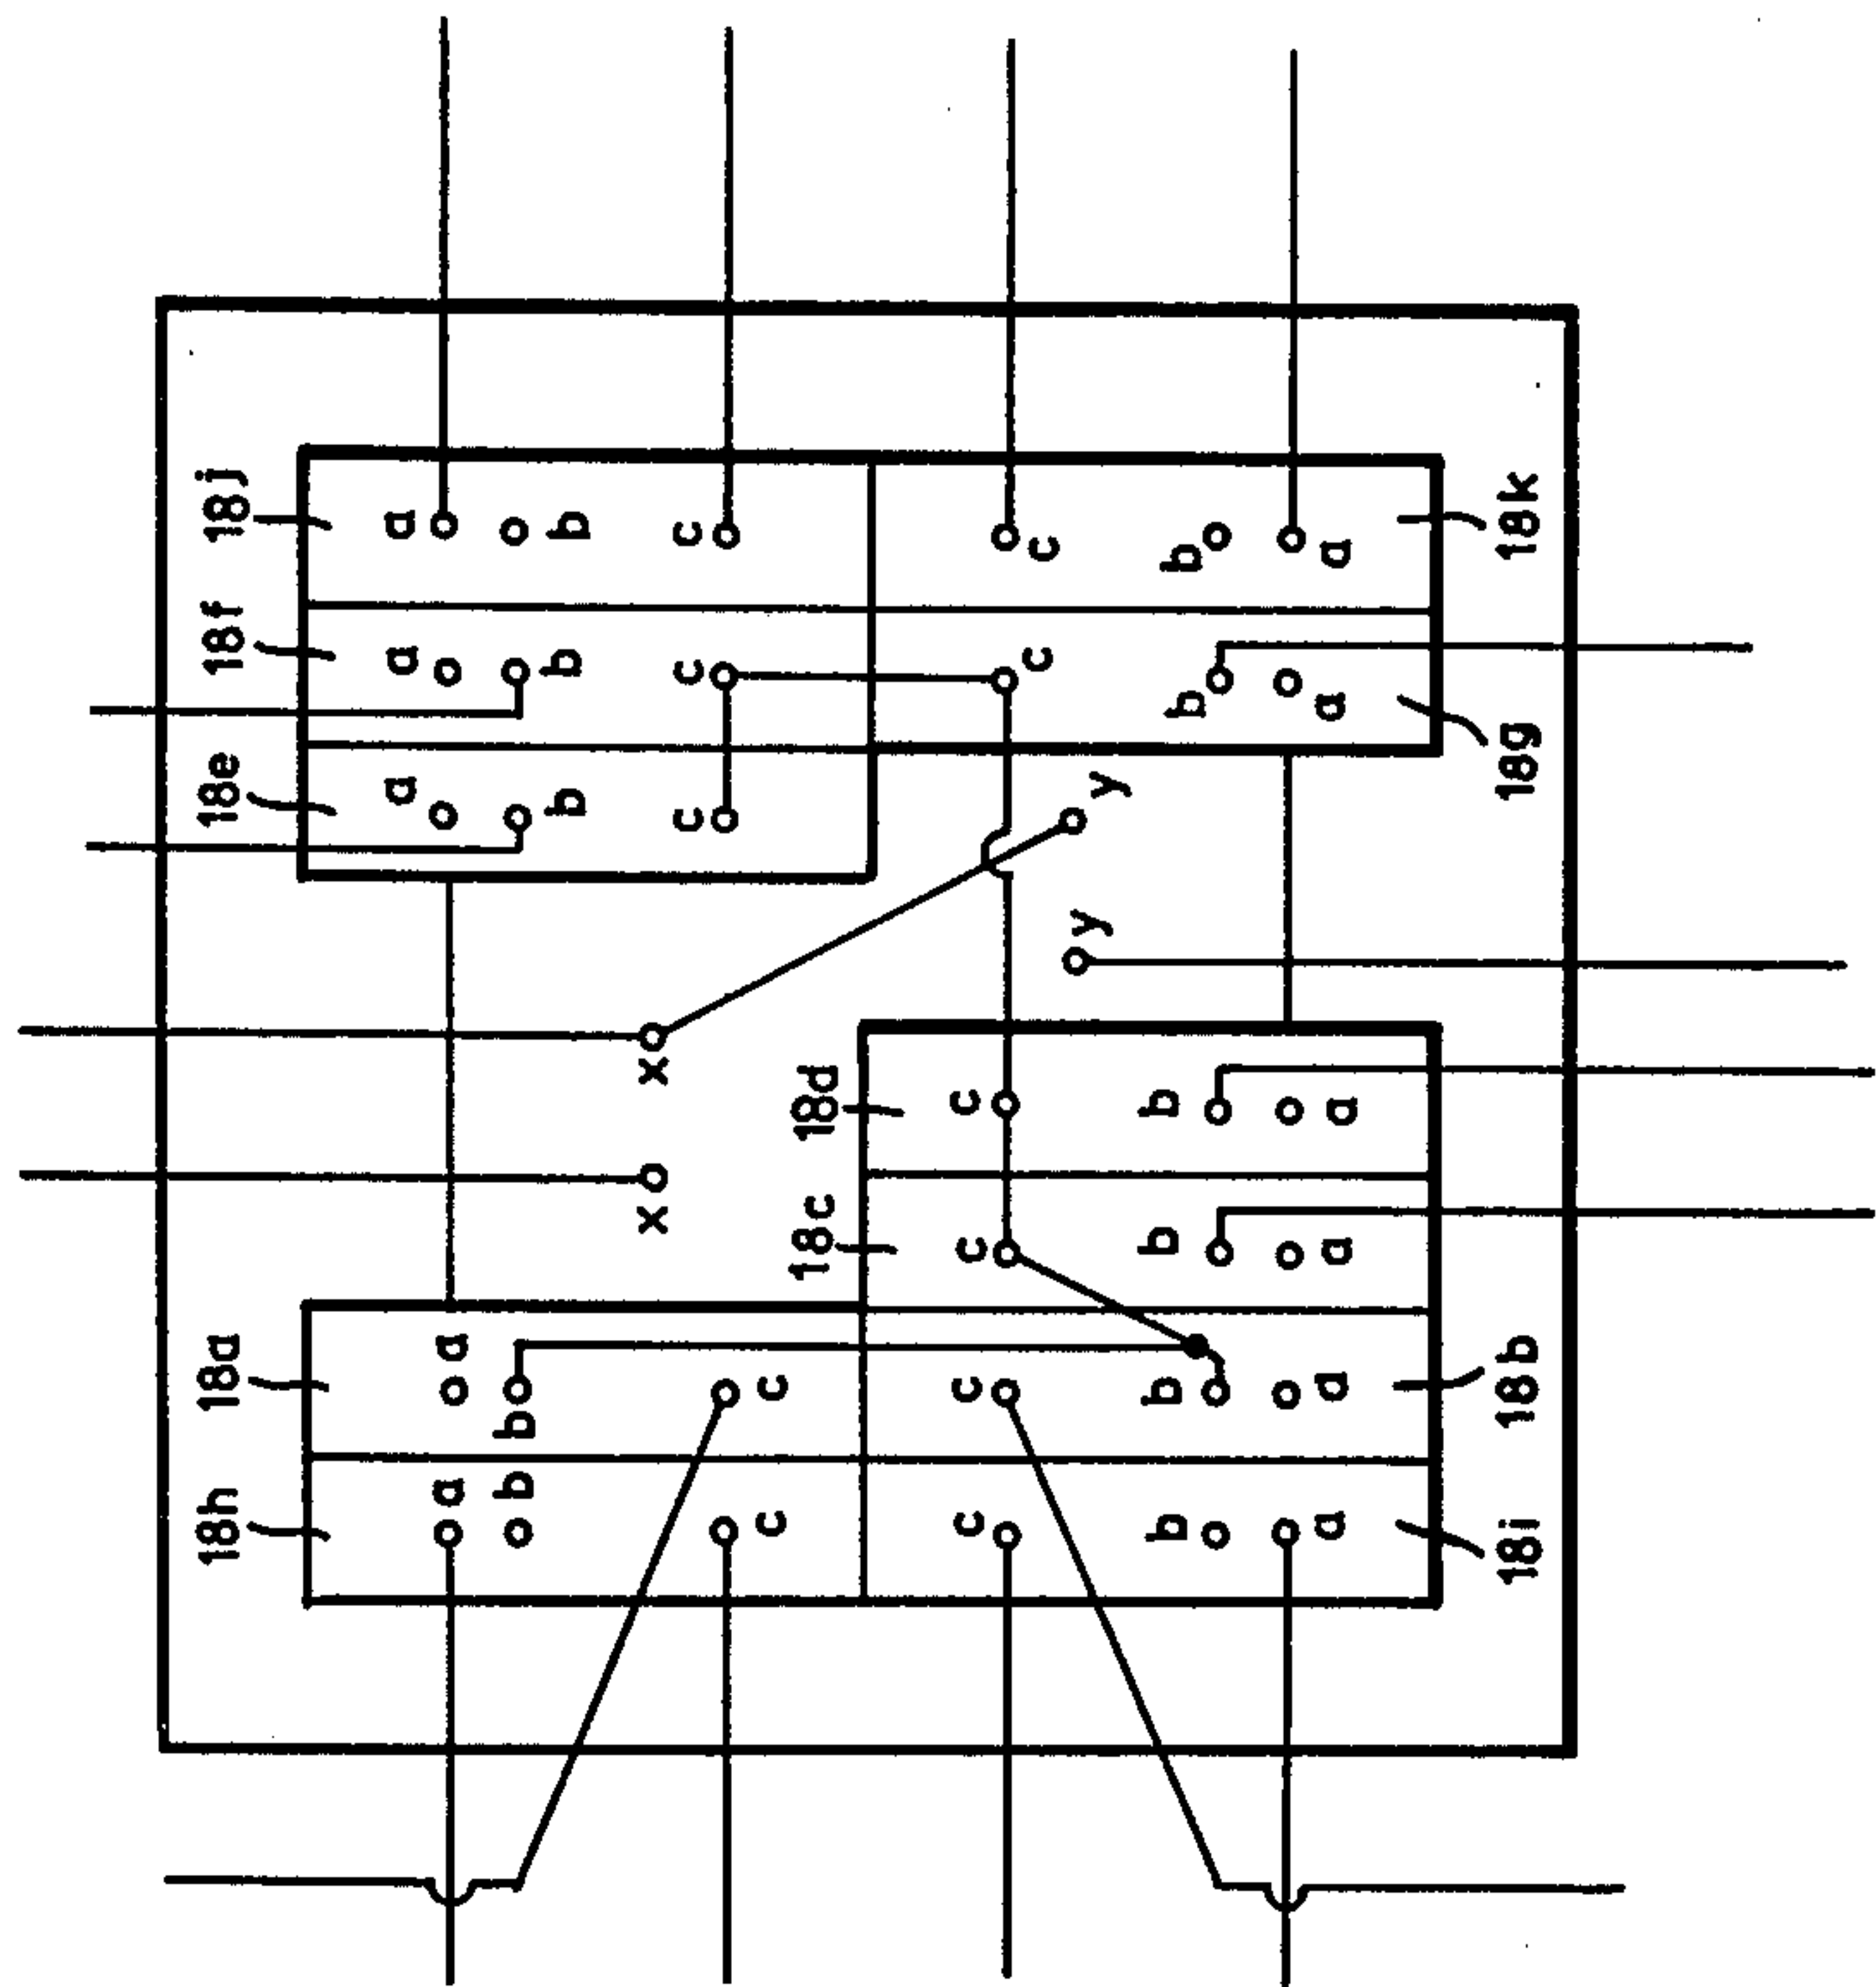 18h 18a 18e 18f 18j
a a a a a
b b b b b
x x
c c c c c
18c 18d
c c c c c c
y y
b b b b b b
a a a a a a
18i 18b 18g 18k